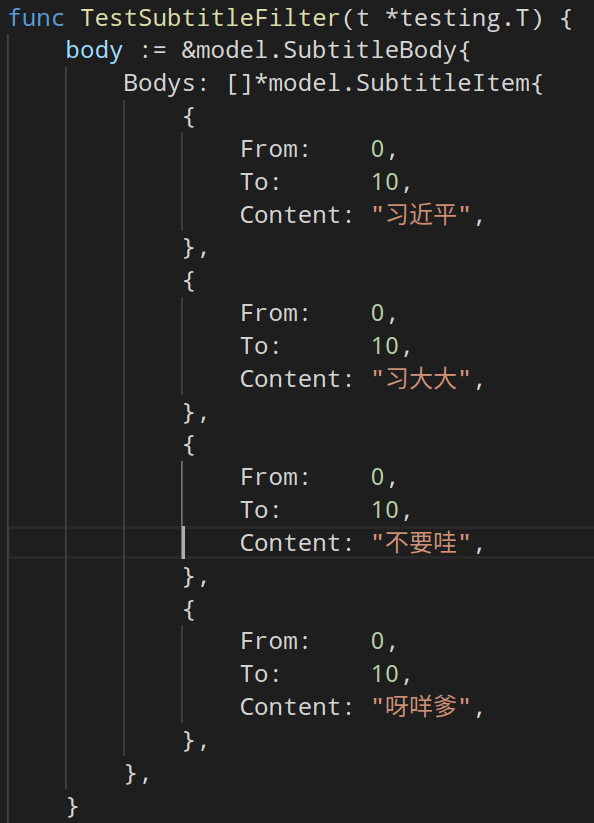 func TestSubtitleFilter(t *testing.T) {
    body := &model.SubtitleBody{
        Bodys: []*model.SubtitleItem{
            {
                From:    0,
                To:      10,
                Content: "习近平",
            },
            {
                From:    0,
                To:      10,
                Content: "习大大",
            },
            {
                From:    0,
                To:      10,
                Content: "不要哇",
            },
            {
                From:    0,
                To:      10,
                Content: "呀咩爹",
            },
        },
    }